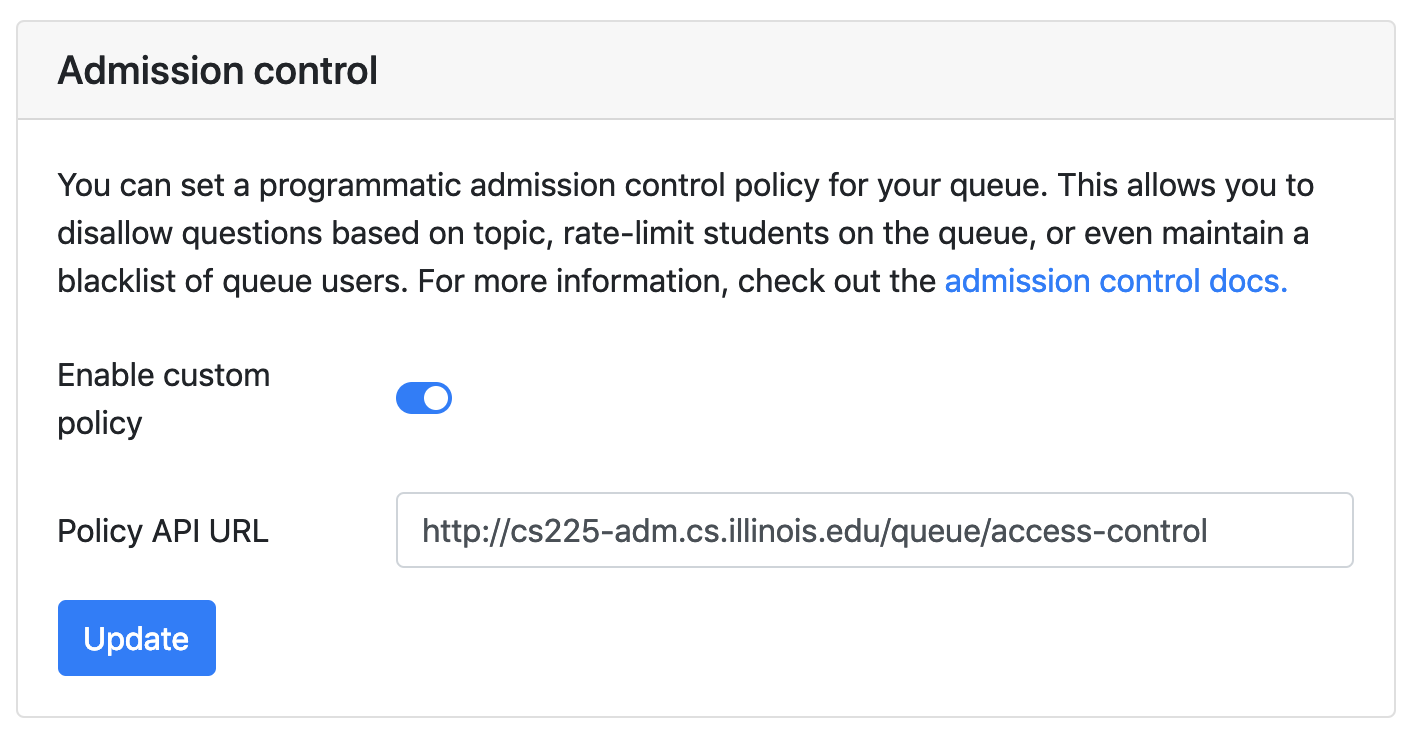 Admission control
You can set a programmatic admission control policy for your queue. This allows you to
disallow questions based on topic, rate-limit students on the queue, or even maintain a
blacklist of queue users. For more information, check out the admission control docs.
Enable custom
policy
Policy API URL
http://cs225-adm.cs.illinois.edu/queue/access-control
Update